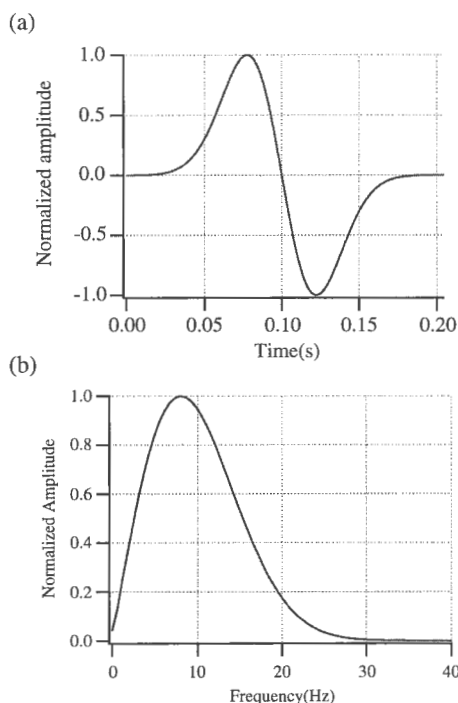 (a)
Normalized amplitude
1.0
0.5
0.0
-0.5
-1.0
0.00 0.05 0.10 0.15 0.20
Time(s)
(b)
Normalized Amplitude
1.0
0.8
0.6
0.4
0.2
0.0
0 10 20 30 40
Frequency(Hz)